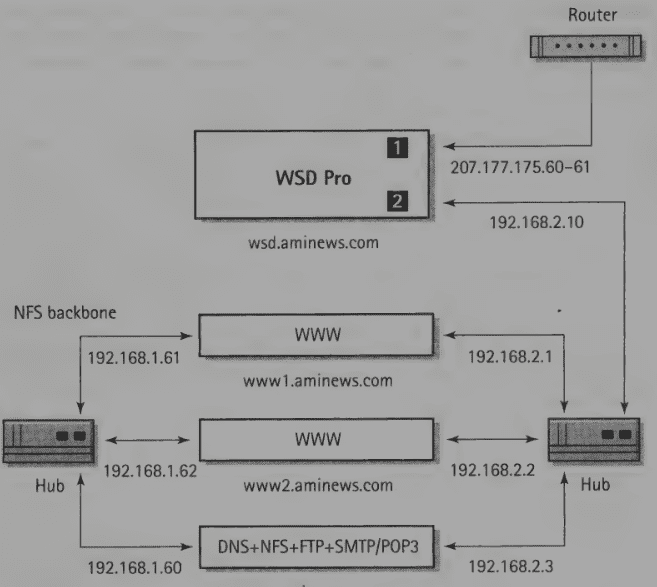 Router
1
WSD Pro
207.177.175.60-61
2
192.168.2.10
wsd.aminews.com
NFS backbone
WWW
192.168.1.61
192.168.2.1
www1.aminews.com
WWW
192.168.1.62
192.168.2.2
Hub
www2.aminews.com
Hub
DNS+NFS+FTP+SMTP/POP3
192.168.1.60
192.168.2.3